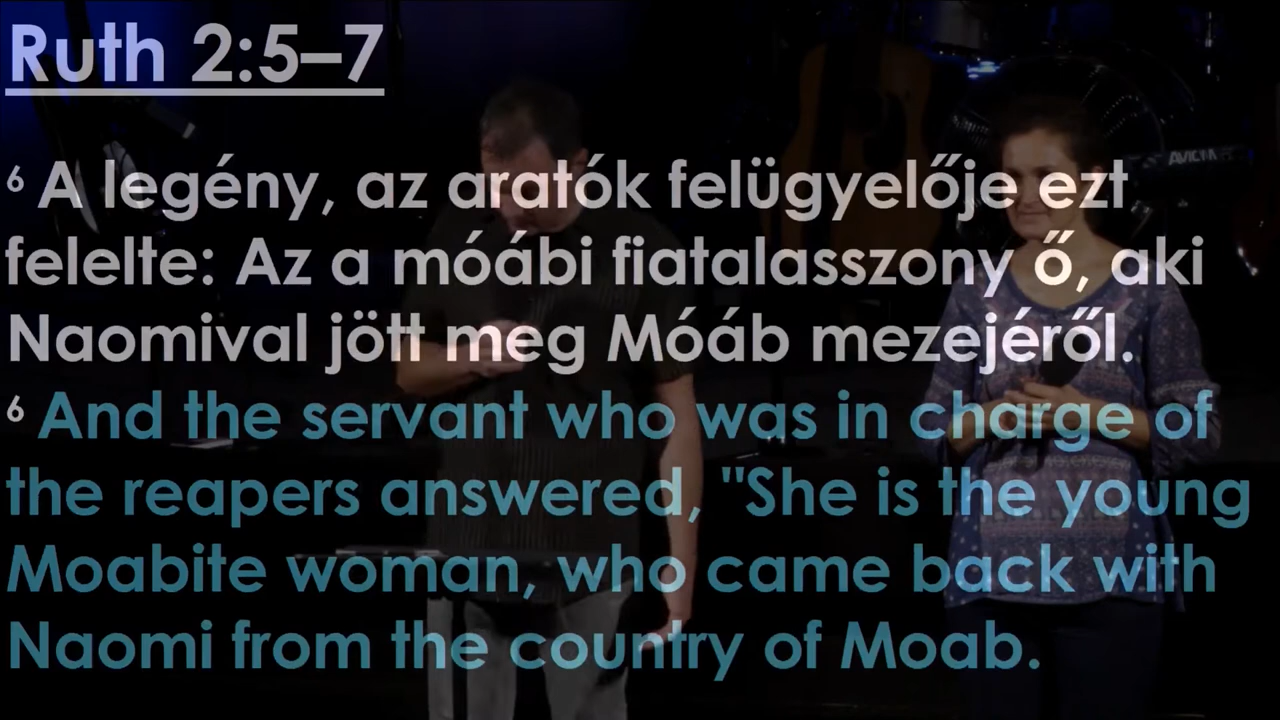 Ruth 2:5–7
6 A legény, az aratók felügyelője ezt
felelte: Az a móábi fiatalasszony ő, aki
Naomival jött meg Móáb mezejéről.
6 And the servant who was in charge of
the reapers answered, "She is the young
Moabite woman, who came back with
Naomi from the country of Moab.